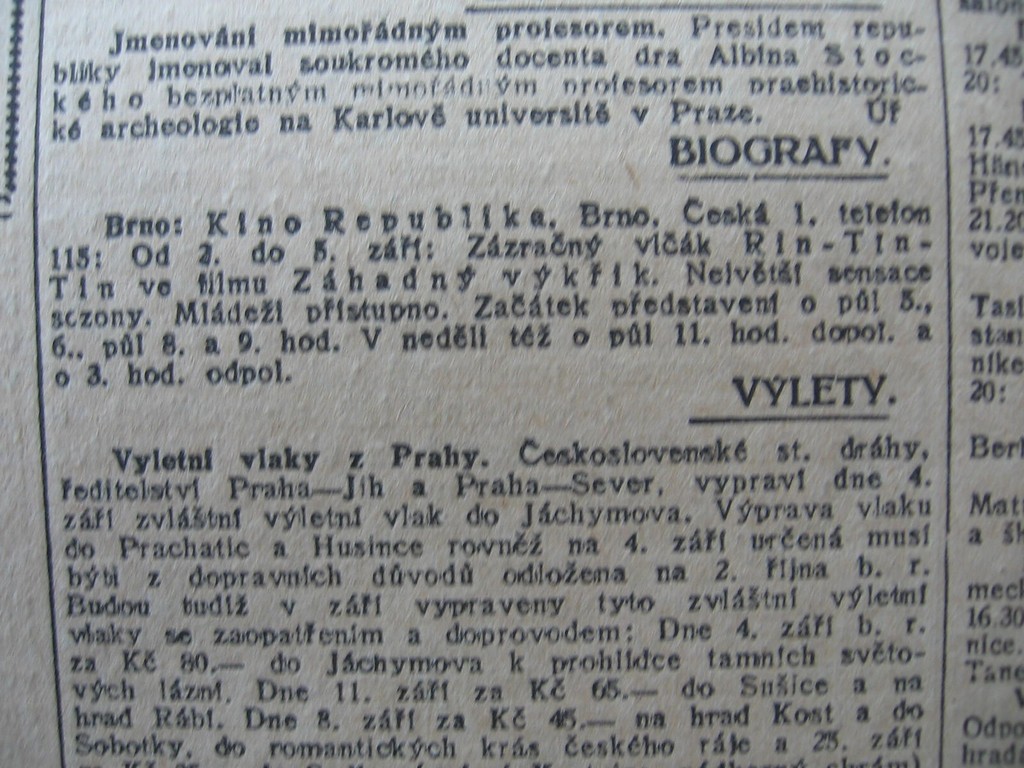 Jmenování mimořádným profesorem. President repu-
bliky jmenoval soukromého docenta dra Albína Stoc-
kého bezplatným mimořádným profesorem praehistoric-
ké archeologie na Karlově universitě v Praze. Úř
BIOGRAFY.
Brno: Kino Republika, Brno, Česká 1. telefon
115: Od 2. do 5. září: Zázračný vlčák Rin-Tin-
Tin ve filmu Záhadný výkřik. Největší sensace
sezony. Mládeži přístupno. Začátek představení o půl 5.,
6., půl 8. a 9. hod. V neděli též o půl 11. hod. dopol. a
o 3. hod. odpol.
VÝLETY.
Výletní vlaky z Prahy. Československé st. dráhy,
ředitelství Praha—Jih a Praha—Sever, vypraví dne 4.
září zvláštní výletní vlak do Jáchymova. Výprava vlaku
do Prachatic a Husince rovněž na 4. září určená musí
býti z dopravních důvodů odložena na 2. října b. r.
Budou tudíž v září vypraveny tyto zvláštní výletní
vlaky se zaopatřením a doprovodem: Dne 4. září b. r.
za Kč 80.— do Jáchymova k prohlídce tamních světo-
vých lázní. Dne 11. září za Kč 65.— do Sušice a na
hrad Rábí. Dne 8. září za Kč 45.— na hrad Kost a do
Sobotky, do romantických krás českého ráje a 25. září
17.45
20:
17.45
Přen
21.20
voje
stan
níke
20:
Berl
a
16.30
nice.
Odpo
hrada